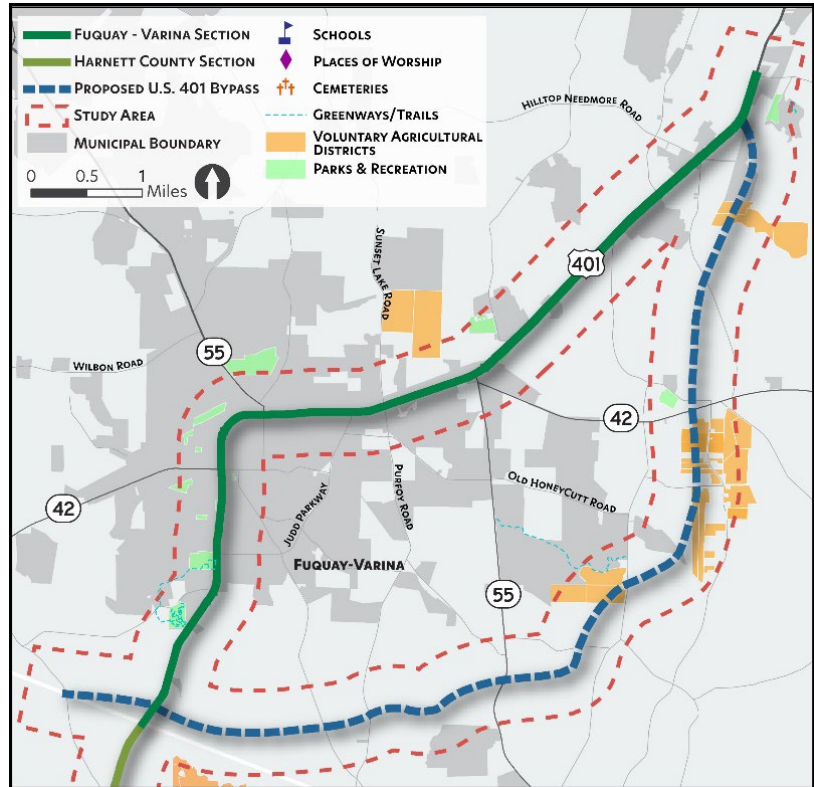 FUQUAY - VARINA SECTION
HARNETT COUNTY SECTION
PROPOSED U.S. 401 BYPASS
STUDY AREA
MUNICIPAL BOUNDARY
0 0.5 1
Miles
SCHOOLS
PLACES OF WORSHIP
CEMETERIES
GREENWAYS/TRAILS
VOLUNTARY AGRICULTURAL
DISTRICTS
PARKS & RECREATION
HILLTOP NEEDMORE ROAD
SUNSET LAKE
ROAD
401
55
WILBON ROAD
42
42
OLD HONEYCUTT ROAD
PURFOY ROAD
JUDD PARKWAY
FUQUAY-VARINA
55